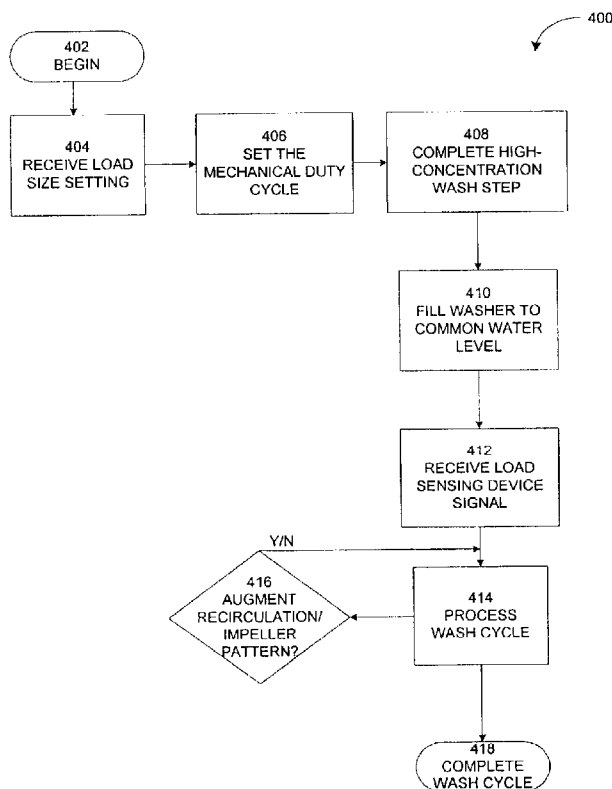 400
402
BEGIN
404
RECEIVE LOAD
SIZE SETTING
406
SET THE
MECHANICAL DUTY
CYCLE
408
COMPLETE HIGH-
CONCENTRATION
WASH STEP
410
FILL WASHER TO
COMMON WATER
LEVEL
412
RECEIVE LOAD
SENSING DEVICE
SIGNAL
Y/N
416
AUGMENT
RECIRCULATION/
IMPELLER
PATTERN?
414
PROCESS
WASH CYCLE
418
COMPLETE
WASH CYCLE